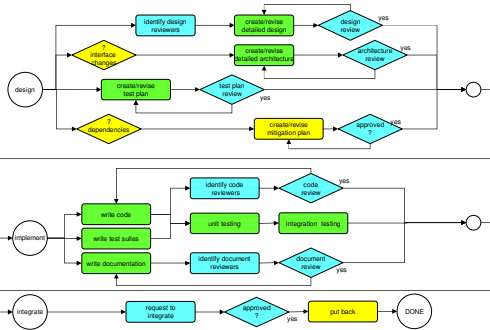 identify design
reviewers
create/revise
detailed design
design
review
yes
?
interface
changes
create/revise
detailed architecture
architecture
review
yes
design
create/revise
test plan
test plan
review
yes
?
dependencies
create/revise
mitigation plan
approved
?
yes
write code
identify code
reviewers
code
review
yes
unit testing
integration testing
implement
write test suites
write documentation
identify document
reviewers
document
review
yes
integrate
request to
integrate
approved
?
yes
put back
DONE